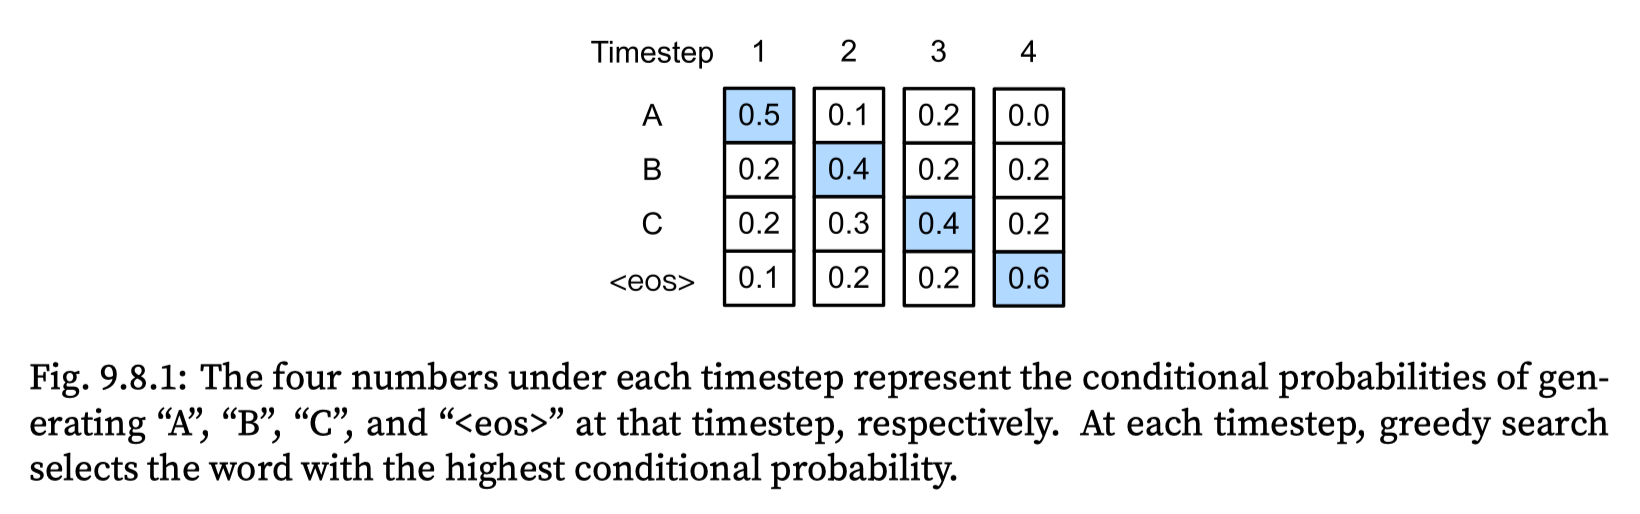 Timestep 1 2 3 4
A 0.5 0.1 0.2 0.0
B 0.2 0.4 0.2 0.2
C 0.2 0.3 0.4 0.2
<eos> 0.1 0.2 0.2 0.6
Fig. 9.8.1: The four numbers under each timestep represent the conditional probabilities of gen-
erating “A”, “B”, “C”, and “<eos>” at that timestep, respectively. At each timestep, greedy search
selects the word with the highest conditional probability.